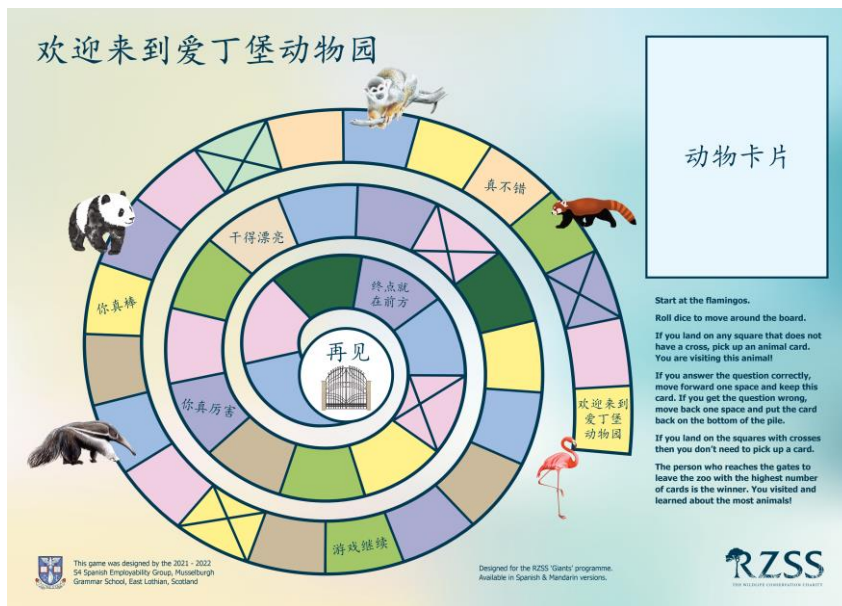 欢迎来到爱丁堡动物园
动物卡片
真不错
干得漂亮
终点就
在前方
你真棒
再见
你真厉害
欢迎来到
爱丁堡
动物园
游戏继续
Start at the flamingos.
Roll dice to move around the board.
If you land on any square that does not
have a cross, pick up an animal card.
You are visiting this animal!
If you answer the question correctly,
move forward one space and keep this
card. If you get the question wrong,
move back one space and put the card
back on the bottom of the pile.
If you land on the squares with crosses
then you don't need to pick up a card.
The person who reaches the gates to
leave the zoo with the highest number
of cards is the winner. You visited and
learned about the most animals!
This game was designed by the 2021 - 2022
S4 Spanish Employability Group, Musselburgh
Grammar School, East Lothian, Scotland
Designed for the RZSS 'Giants' programme.
Available in Spanish & Mandarin versions.
RZSS
THE WILDLIFE CONSERVATION CHARITY